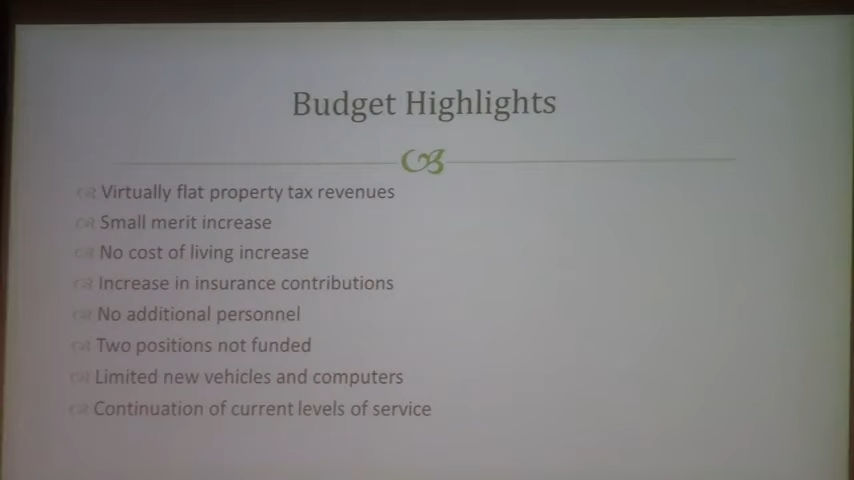 Budget Highlights
Virtually flat property tax revenues
Small merit increase
No cost of living increase
Increase in insurance contributions
No additional personnel
Two positions not funded
Limited new vehicles and computers
Continuation of current levels of service